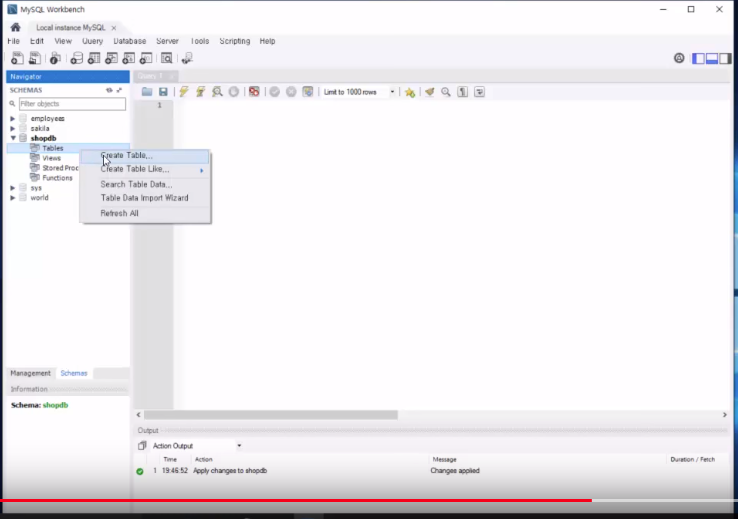 MySQL Workbench
Local instance MySQL ×
File Edit View Query Database Server Tools Scripting Help
Navigator
Query 1
SCHEMAS
Filter objects
Limit to 1000 rows
1
employees
sakila
shopdb
Tables
Views
Stored Proc
Functions
sys
world
Create Table...
Create Table Like...
Search Table Data...
Table Data Import Wizard
Refresh All
Management Schemas
Information
Schema: shopdb
Output
Action Output
Time Action Message Duration / Fetch
1 19:46:52 Apply changes to shopdb Changes applied